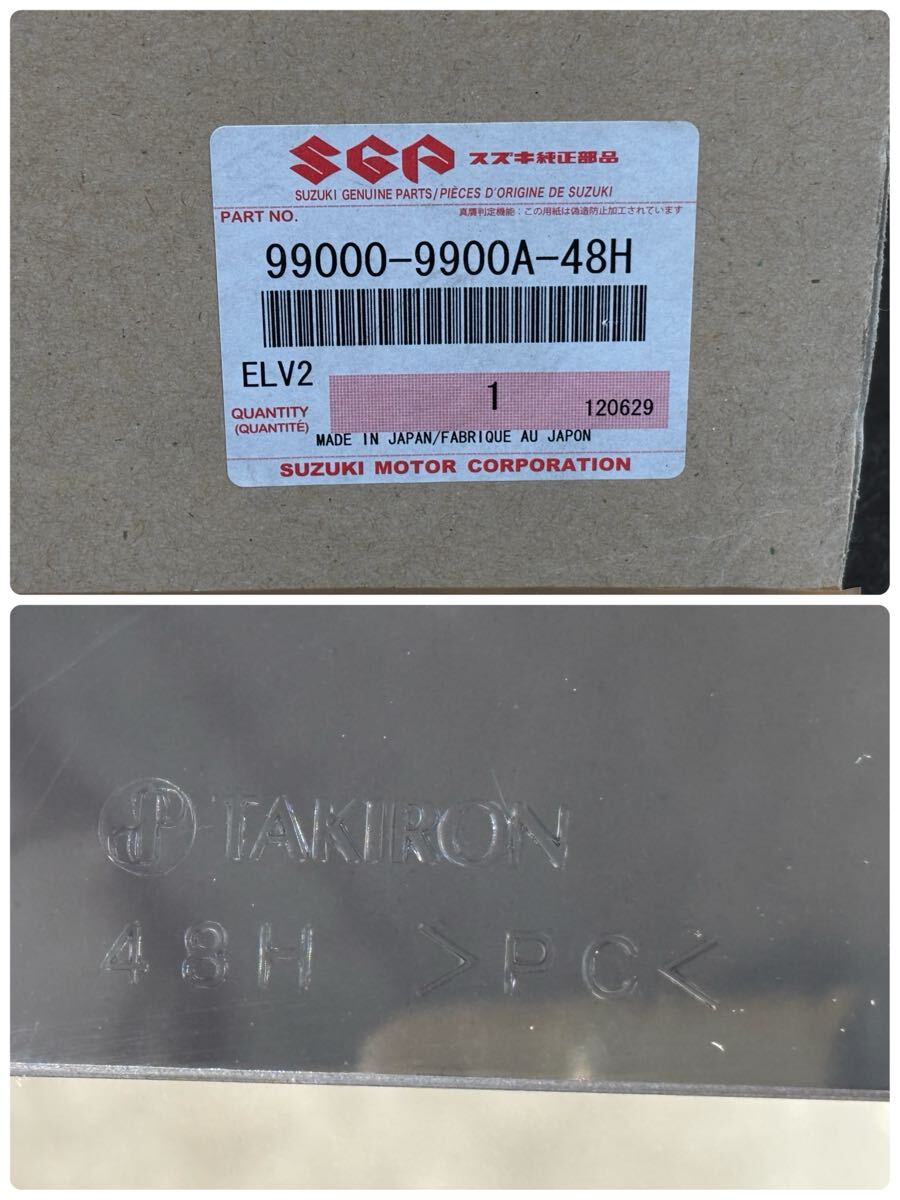 SGP スズキ純正部品
SUZUKI GENUINE PARTS/PIÈCES D'ORIGINE DE SUZUKI
PART NO. 真贋判定機能：この用紙は偽造防止加工されています
99000-9900A-48H
ELV2
QUANTITY 1 120629
(QUANTITÉ)
MADE IN JAPAN/FABRIQUE AU JAPON
SUZUKI MOTOR CORPORATION
TAKIRON
48H >PC<